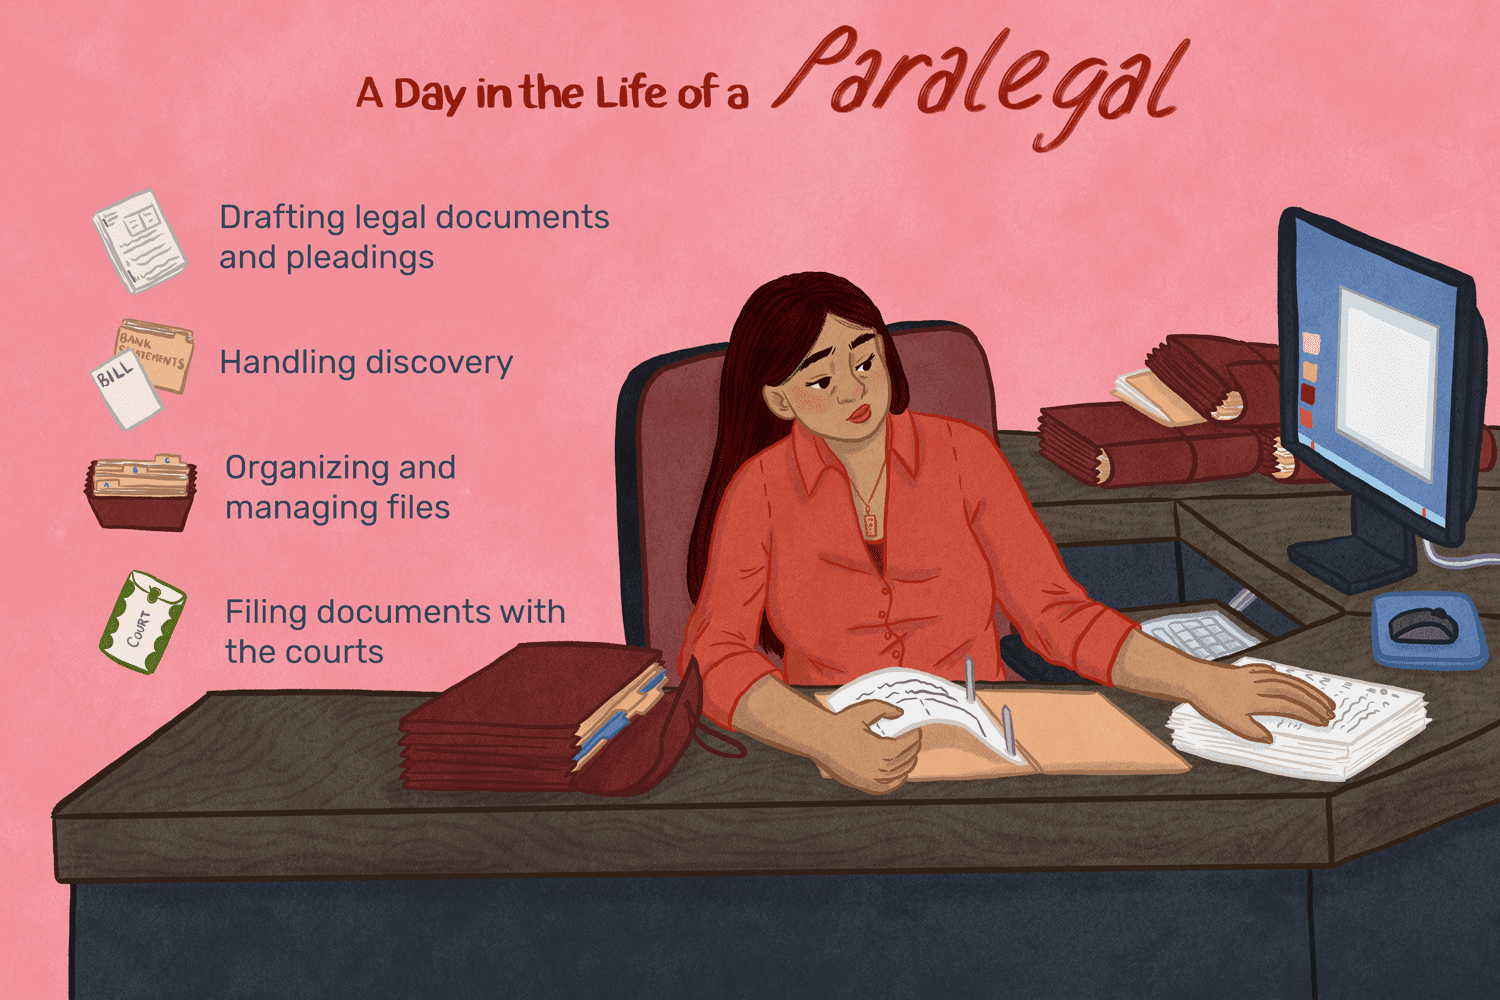 A Day in the Life of a Paralegal
Drafting legal documents
and pleadings
BANK
STATEMENTS
BILL
Handling discovery
Organizing and
managing files
A
B
C
COURT
Filing documents with
the courts